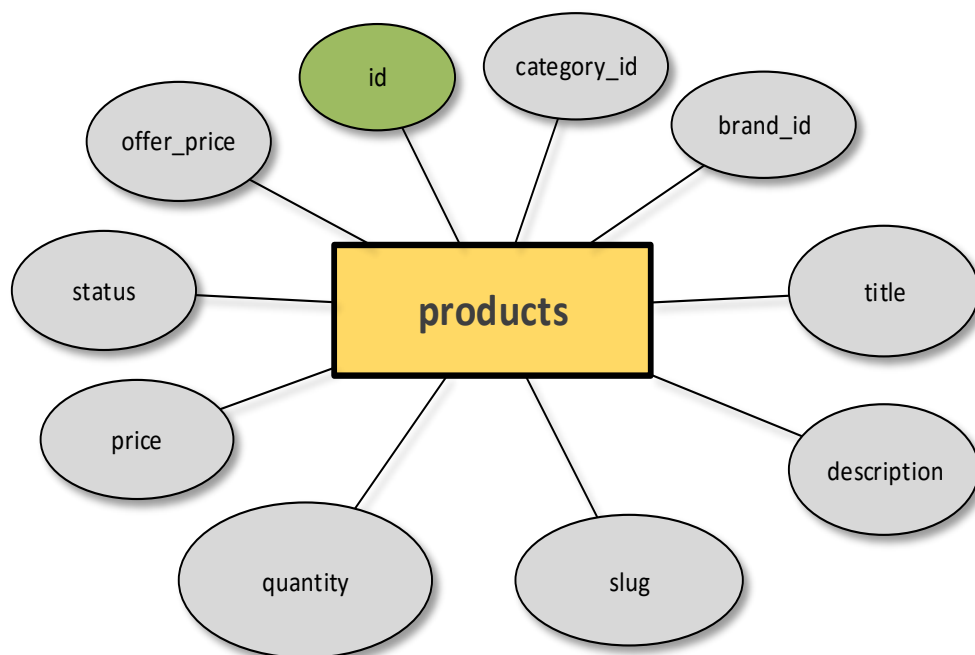 id
category_id
brand_id
offer_price
status
products
title
price
description
quantity
slug